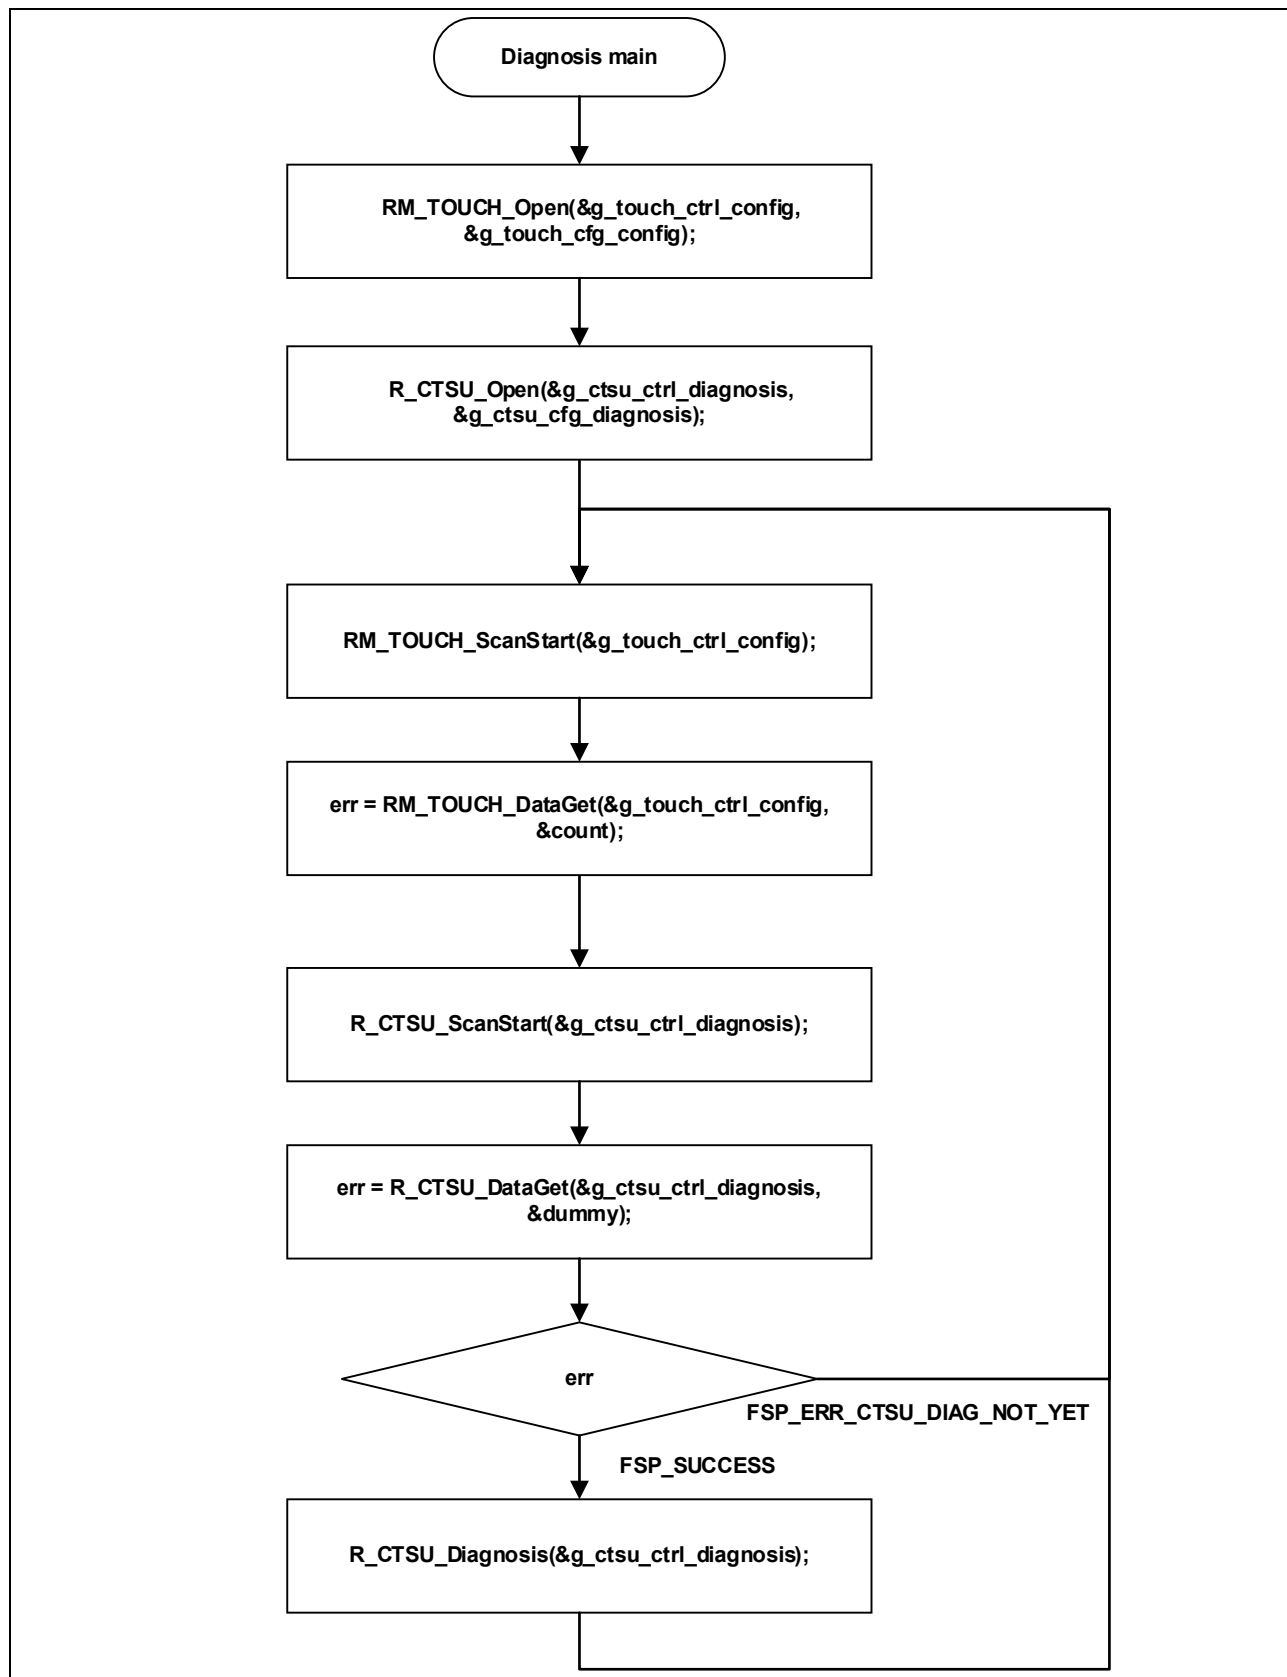 Diagnosis main
RM_TOUCH_Open(&g_touch_ctrl_config,
&g_touch_cfg_config);
R_CTSU_Open(&g_ctsu_ctrl_diagnosis,
&g_ctsu_cfg_diagnosis);
RM_TOUCH_ScanStart(&g_touch_ctrl_config);
err = RM_TOUCH_DataGet(&g_touch_ctrl_config,
&count);
R_CTSU_ScanStart(&g_ctsu_ctrl_diagnosis);
err = R_CTSU_DataGet(&g_ctsu_ctrl_diagnosis,
&dummy);
err
FSP_ERR_CTSU_DIAG_NOT_YET
FSP_SUCCESS
R_CTSU_Diagnosis(&g_ctsu_ctrl_diagnosis);